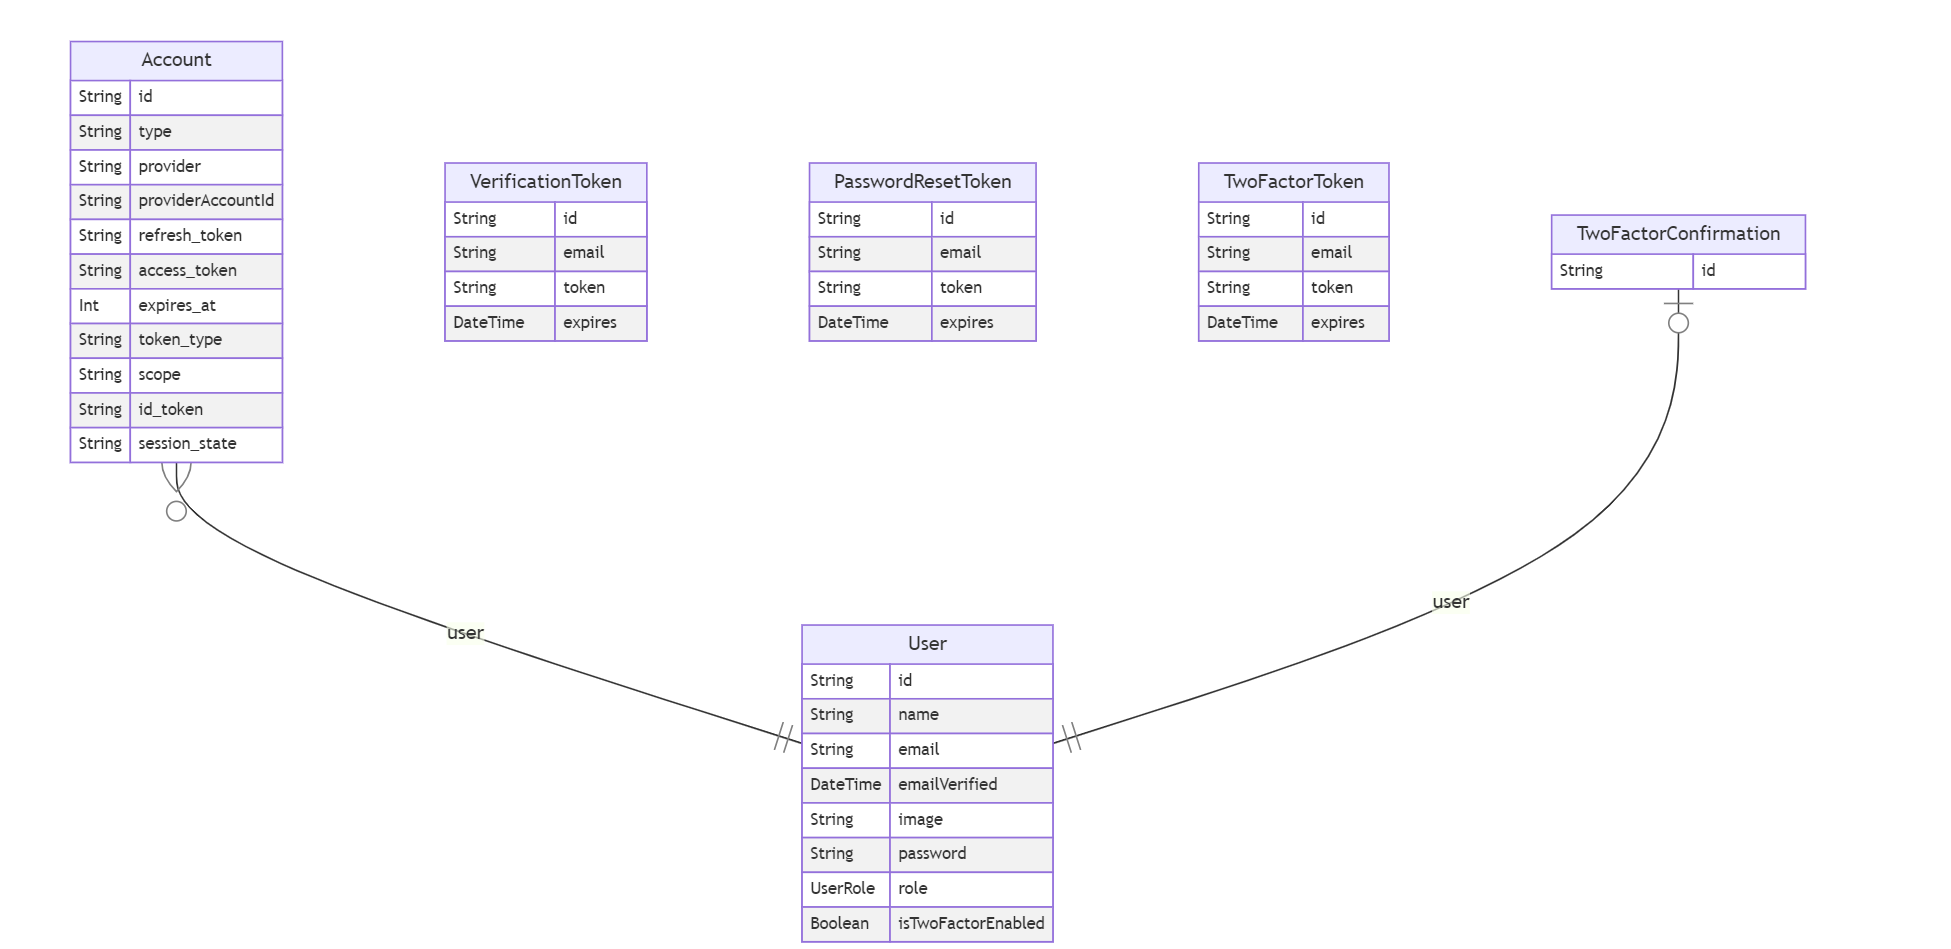 Account
String id
String type
String provider
String providerAccountId
String refresh_token
String access_token
Int expires_at
String token_type
String scope
String id_token
String session_state
VerificationToken
String id
String email
String token
DateTime expires
PasswordResetToken
String id
String email
String token
DateTime expires
TwoFactorToken
String id
String email
String token
DateTime expires
TwoFactorConfirmation
String id
user
user
User
String id
String name
String email
DateTime emailVerified
String image
String password
UserRole role
Boolean isTwoFactorEnabled